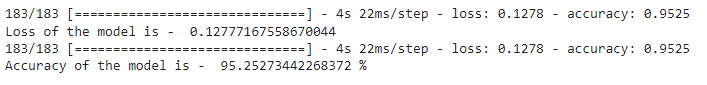 183/183 [==============================] - 4s 22ms/step - loss: 0.1278 - accuracy: 0.9525
Loss of the model is -  0.12777167558670044
183/183 [==============================] - 4s 22ms/step - loss: 0.1278 - accuracy: 0.9525
Accuracy of the model is -  95.25273442268372 %